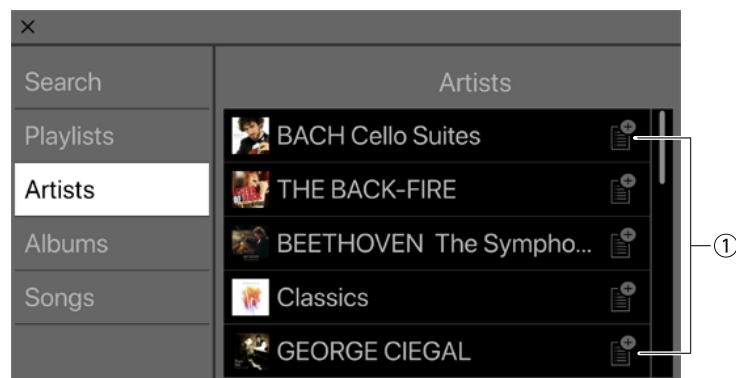 ×
Search
Artists
Playlists
BACH Cello Suites
Artists
THE BACK-FIRE
Albums
BEETHOVEN The Sympho...
①
Songs
Classics
GEORGE CIEGAL